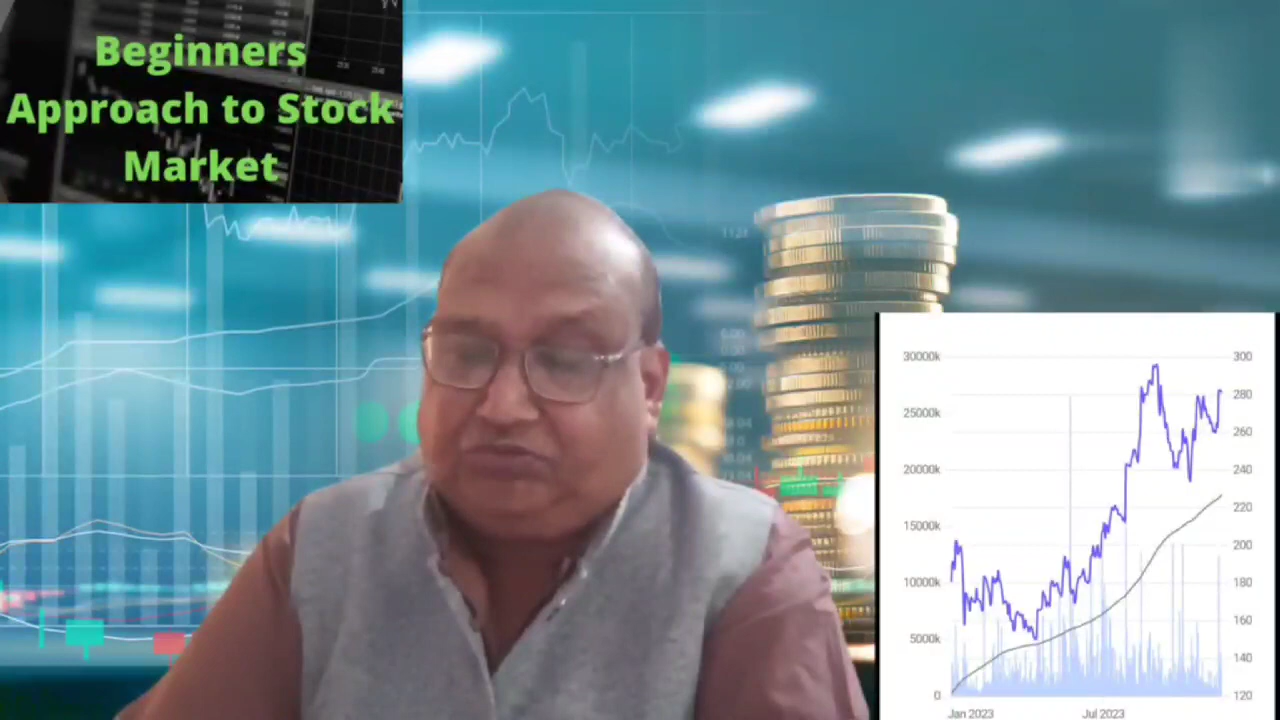 Beginners
Approach to Stock
Market
30000k 300
280
25000k
260
20000k 240
220
15000k
200
10000k 180
160
5000k
140
0 120
Jan 2023 Jul 2023